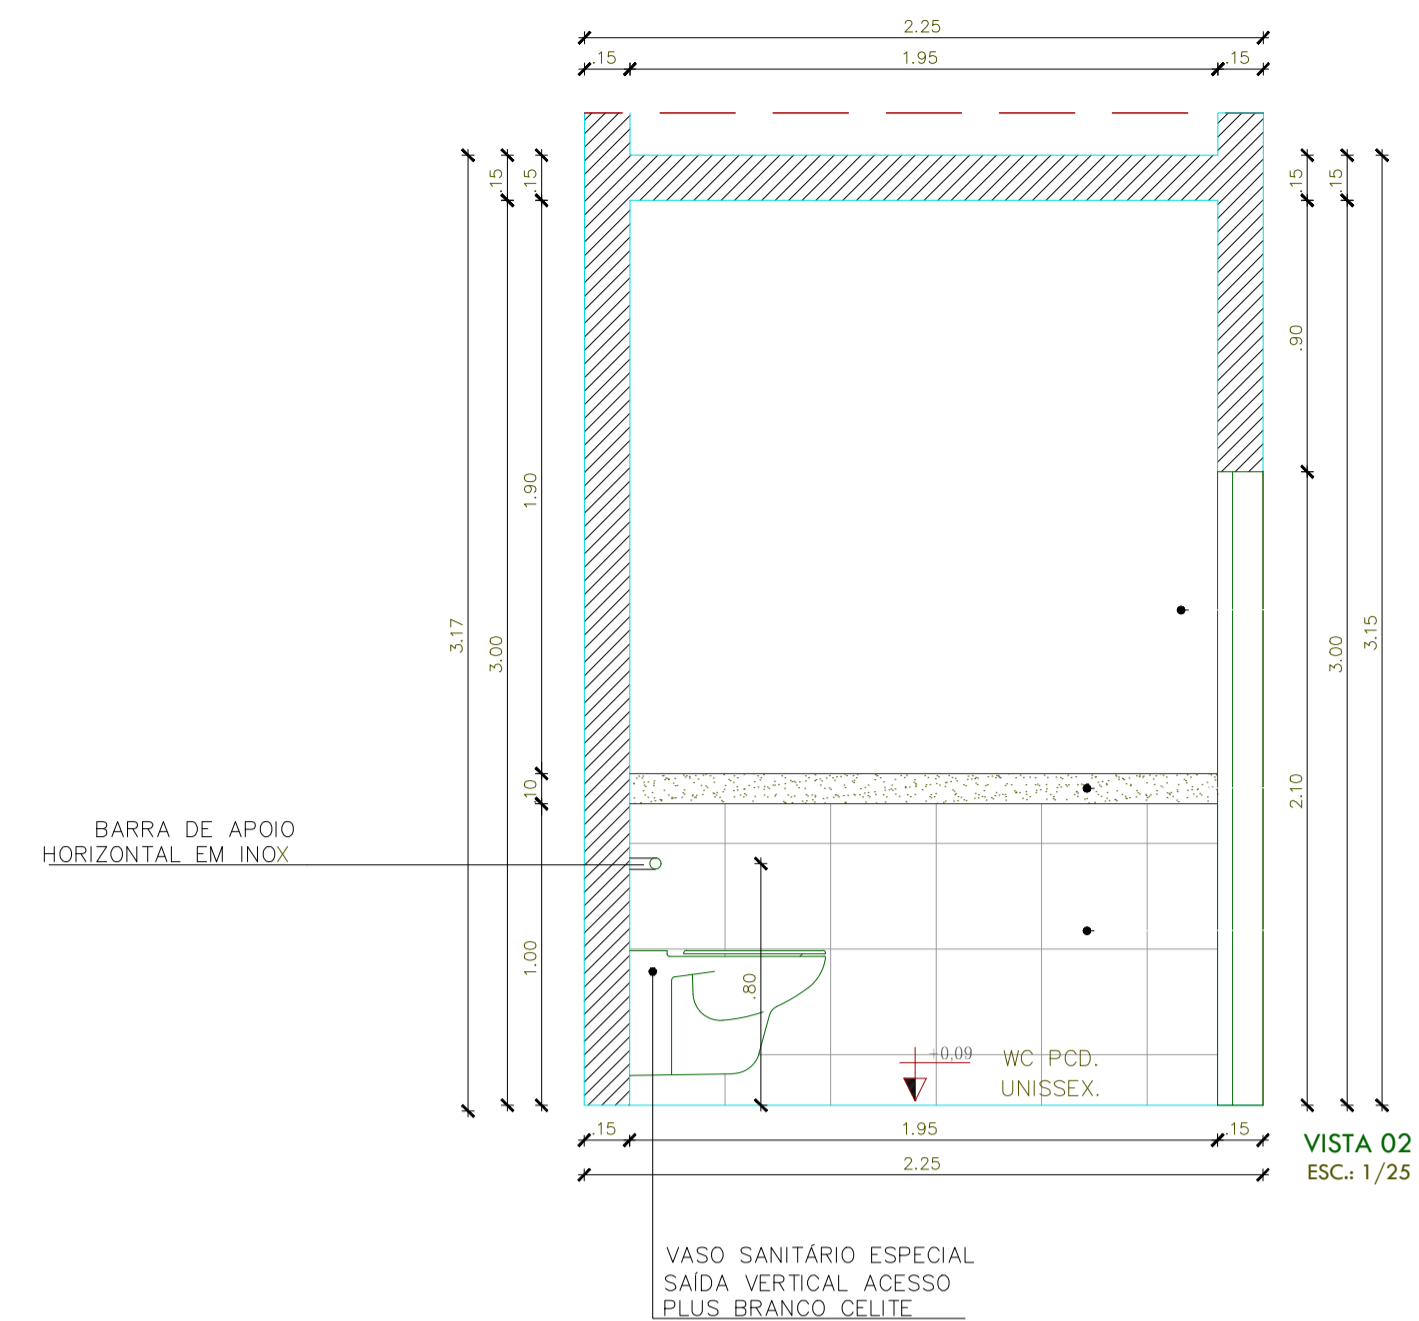 2.25
.15
1.95
.15
.15
.15
.15
.15
.90
1.90
3.17
3.00
3.00
3.15
.10
2.10
BARRA DE APOIO
HORIZONTAL EM INOX
1.00
.80
+0,09
WC PCD.
UNISSEX.
.15
1.95
.15
2.25
VISTA 02
ESC.: 1/25
VASO SANITÁRIO ESPECIAL
SAÍDA VERTICAL ACESSO
PLUS BRANCO CELITE